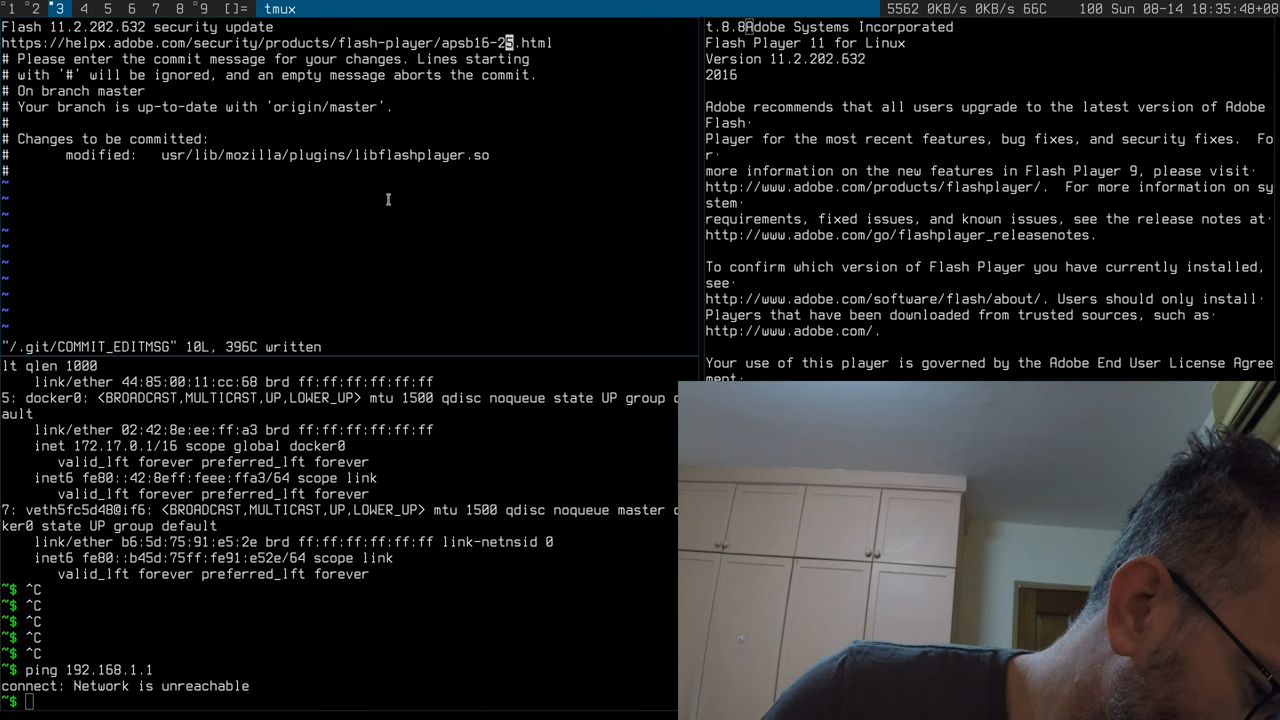 1 2 3 4 5 6 7 8 9 []= tmux 5562 0KB/s 0KB/s 66C 100 Sun 08-14 18:35:48+08
Flash 11.2.202.632 security update
https://helpx.adobe.com/security/products/flash-player/apsb16-25.html
# Please enter the commit message for your changes. Lines starting
# with '#' will be ignored, and an empty message aborts the commit.
# On branch master
# Your branch is up-to-date with 'origin/master'.
#
# Changes to be committed:
#       modified:   usr/lib/mozilla/plugins/libflashplayer.so
#
~
~
~
~
~
~
~
~
~
~
"/.git/COMMIT_EDITMSG" 10L, 396C written
lt qlen 1000
    link/ether 44:85:00:11:cc:68 brd ff:ff:ff:ff:ff:ff
5: docker0: <BROADCAST,MULTICAST,UP,LOWER_UP> mtu 1500 qdisc noqueue state UP group d
ault
    link/ether 02:42:8e:ee:ff:a3 brd ff:ff:ff:ff:ff:ff
    inet 172.17.0.1/16 scope global docker0
       valid_lft forever preferred_lft forever
    inet6 fe80::42:8eff:feee:ffa3/64 scope link
       valid_lft forever preferred_lft forever
7: veth5fc5d48@if6: <BROADCAST,MULTICAST,UP,LOWER_UP> mtu 1500 qdisc noqueue master
ker0 state UP group default
    link/ether b6:5d:75:91:e5:2e brd ff:ff:ff:ff:ff:ff link-netnsid 0
    inet6 fe80::b45d:75ff:fe91:e52e/64 scope link
       valid_lft forever preferred_lft forever
~$ ^C
~$ ^C
~$ ^C
~$ ^C
~$ ^C
~$ ping 192.168.1.1
connect: Network is unreachable
~$
t.8.8Adobe Systems Incorporated
Flash Player 11 for Linux
Version 11.2.202.632
2016
Adobe recommends that all users upgrade to the latest version of Adobe
Flash·
Player for the most recent features, bug fixes, and security fixes.  Fo
r·
more information on the new features in Flash Player 9, please visit·
http://www.adobe.com/products/flashplayer/.  For more information on sy
stem·
requirements, fixed issues, and known issues, see the release notes at·
http://www.adobe.com/go/flashplayer_releasenotes.
To confirm which version of Flash Player you have currently installed,
see·
http://www.adobe.com/software/flash/about/. Users should only install·
Players that have been downloaded from trusted sources, such as·
http://www.adobe.com/.
Your use of this player is governed by the Adobe End User License Agree
ment·